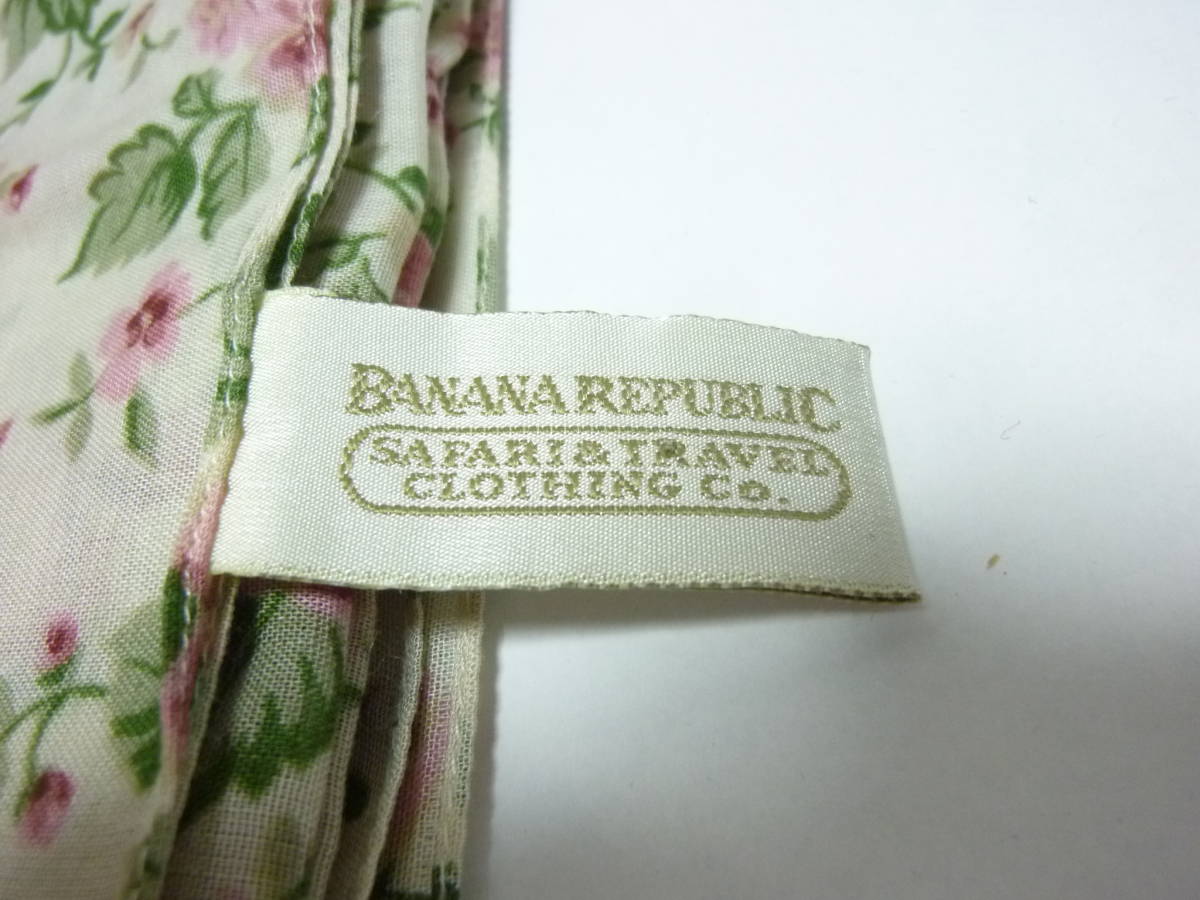 BANANA REPUBLIC
SAFARI & TRAVEL
CLOTHING CO.